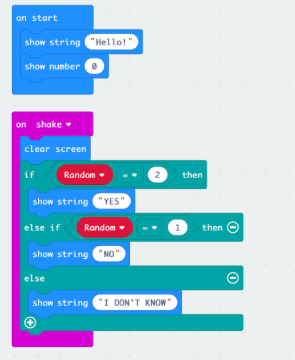 on start
show string "Hello!"
show number 0
on shake
clear screen
if Random = 2 then
show string "YES"
else if Random = 1 then
show string "NO"
else
show string "I DON'T KNOW"